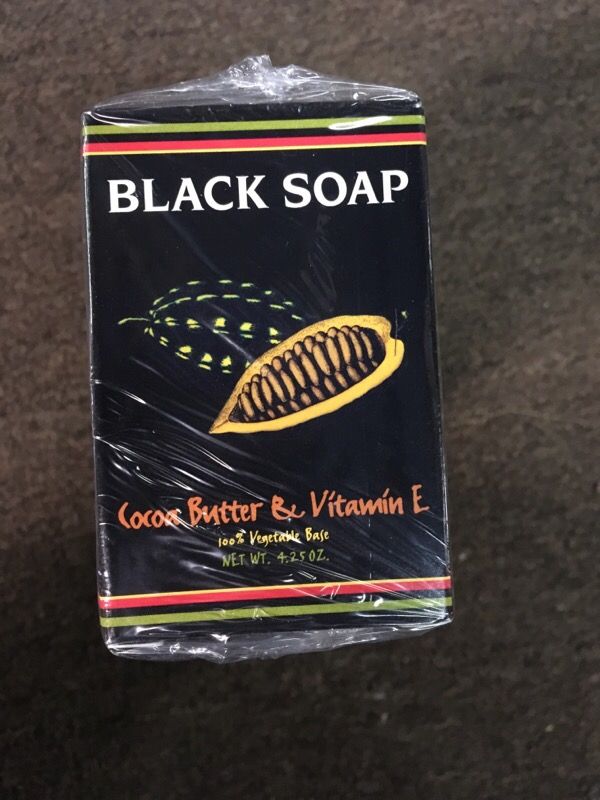 BLACK SOAP
Cocoa Butter & Vitamin E
100% Vegetable Base
NET WT. 4.25 OZ.